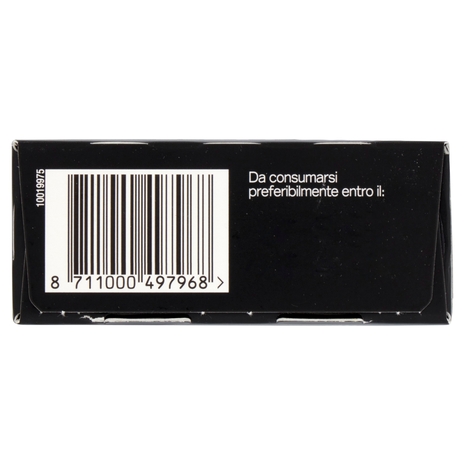 10019975
Da consumarsi
preferibilmente entro il:
8 711000 497968 >